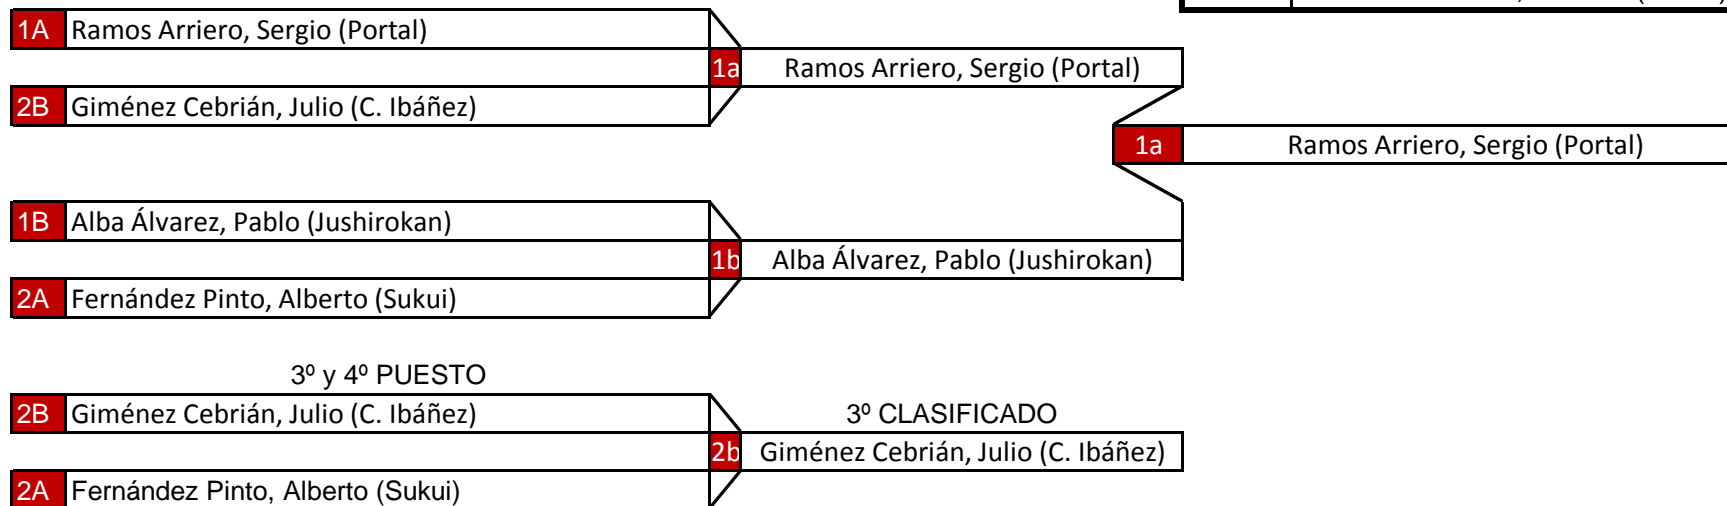 1A Ramos Arriero, Sergio (Portal)
1a Ramos Arriero, Sergio (Portal)
2B Giménez Cebrián, Julio (C. Ibáñez)
1a Ramos Arriero, Sergio (Portal)
1B Alba Álvarez, Pablo (Jushirokan)
1b Alba Álvarez, Pablo (Jushirokan)
2A Fernández Pinto, Alberto (Sukui)
3º y 4º PUESTO
2B Giménez Cebrián, Julio (C. Ibáñez)
3º CLASIFICADO
2b Giménez Cebrián, Julio (C. Ibáñez)
2A Fernández Pinto, Alberto (Sukui)